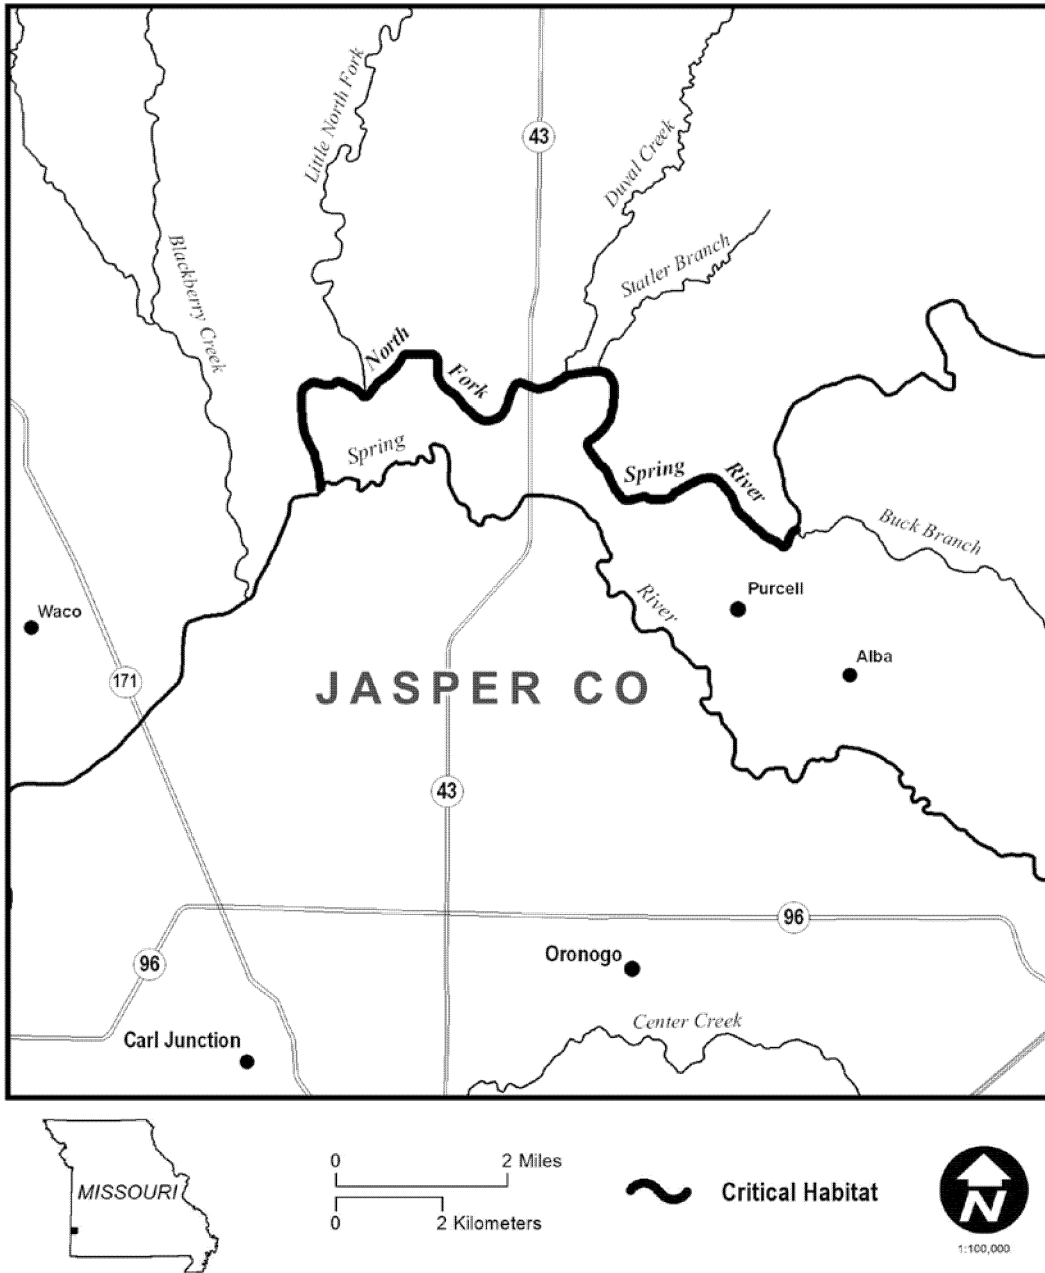 Little North Fork
43
Duval Creek
Statler Branch
Blackberry Creek
North
Fork
Spring
Spring
River
Buck Branch
Waco
River
Purcell
Alba
171
JASPER CO
43
96
96
Oronogo
Carl Junction
Center Creek
MISSOURI
0 2 Miles
0 2 Kilometers
Critical Habitat
N
1:100,000